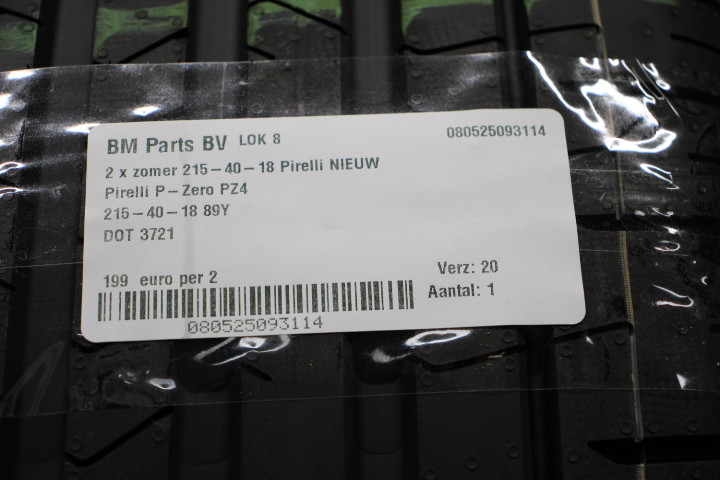 BM Parts BV LOK 8 080525093114
2 x zomer 215-40-18 Pirelli NIEUW
Pirelli P-Zero PZ4
215-40-18 89Y
DOT 3721
199 euro per 2
Verz: 20
Aantal: 1
080525093114